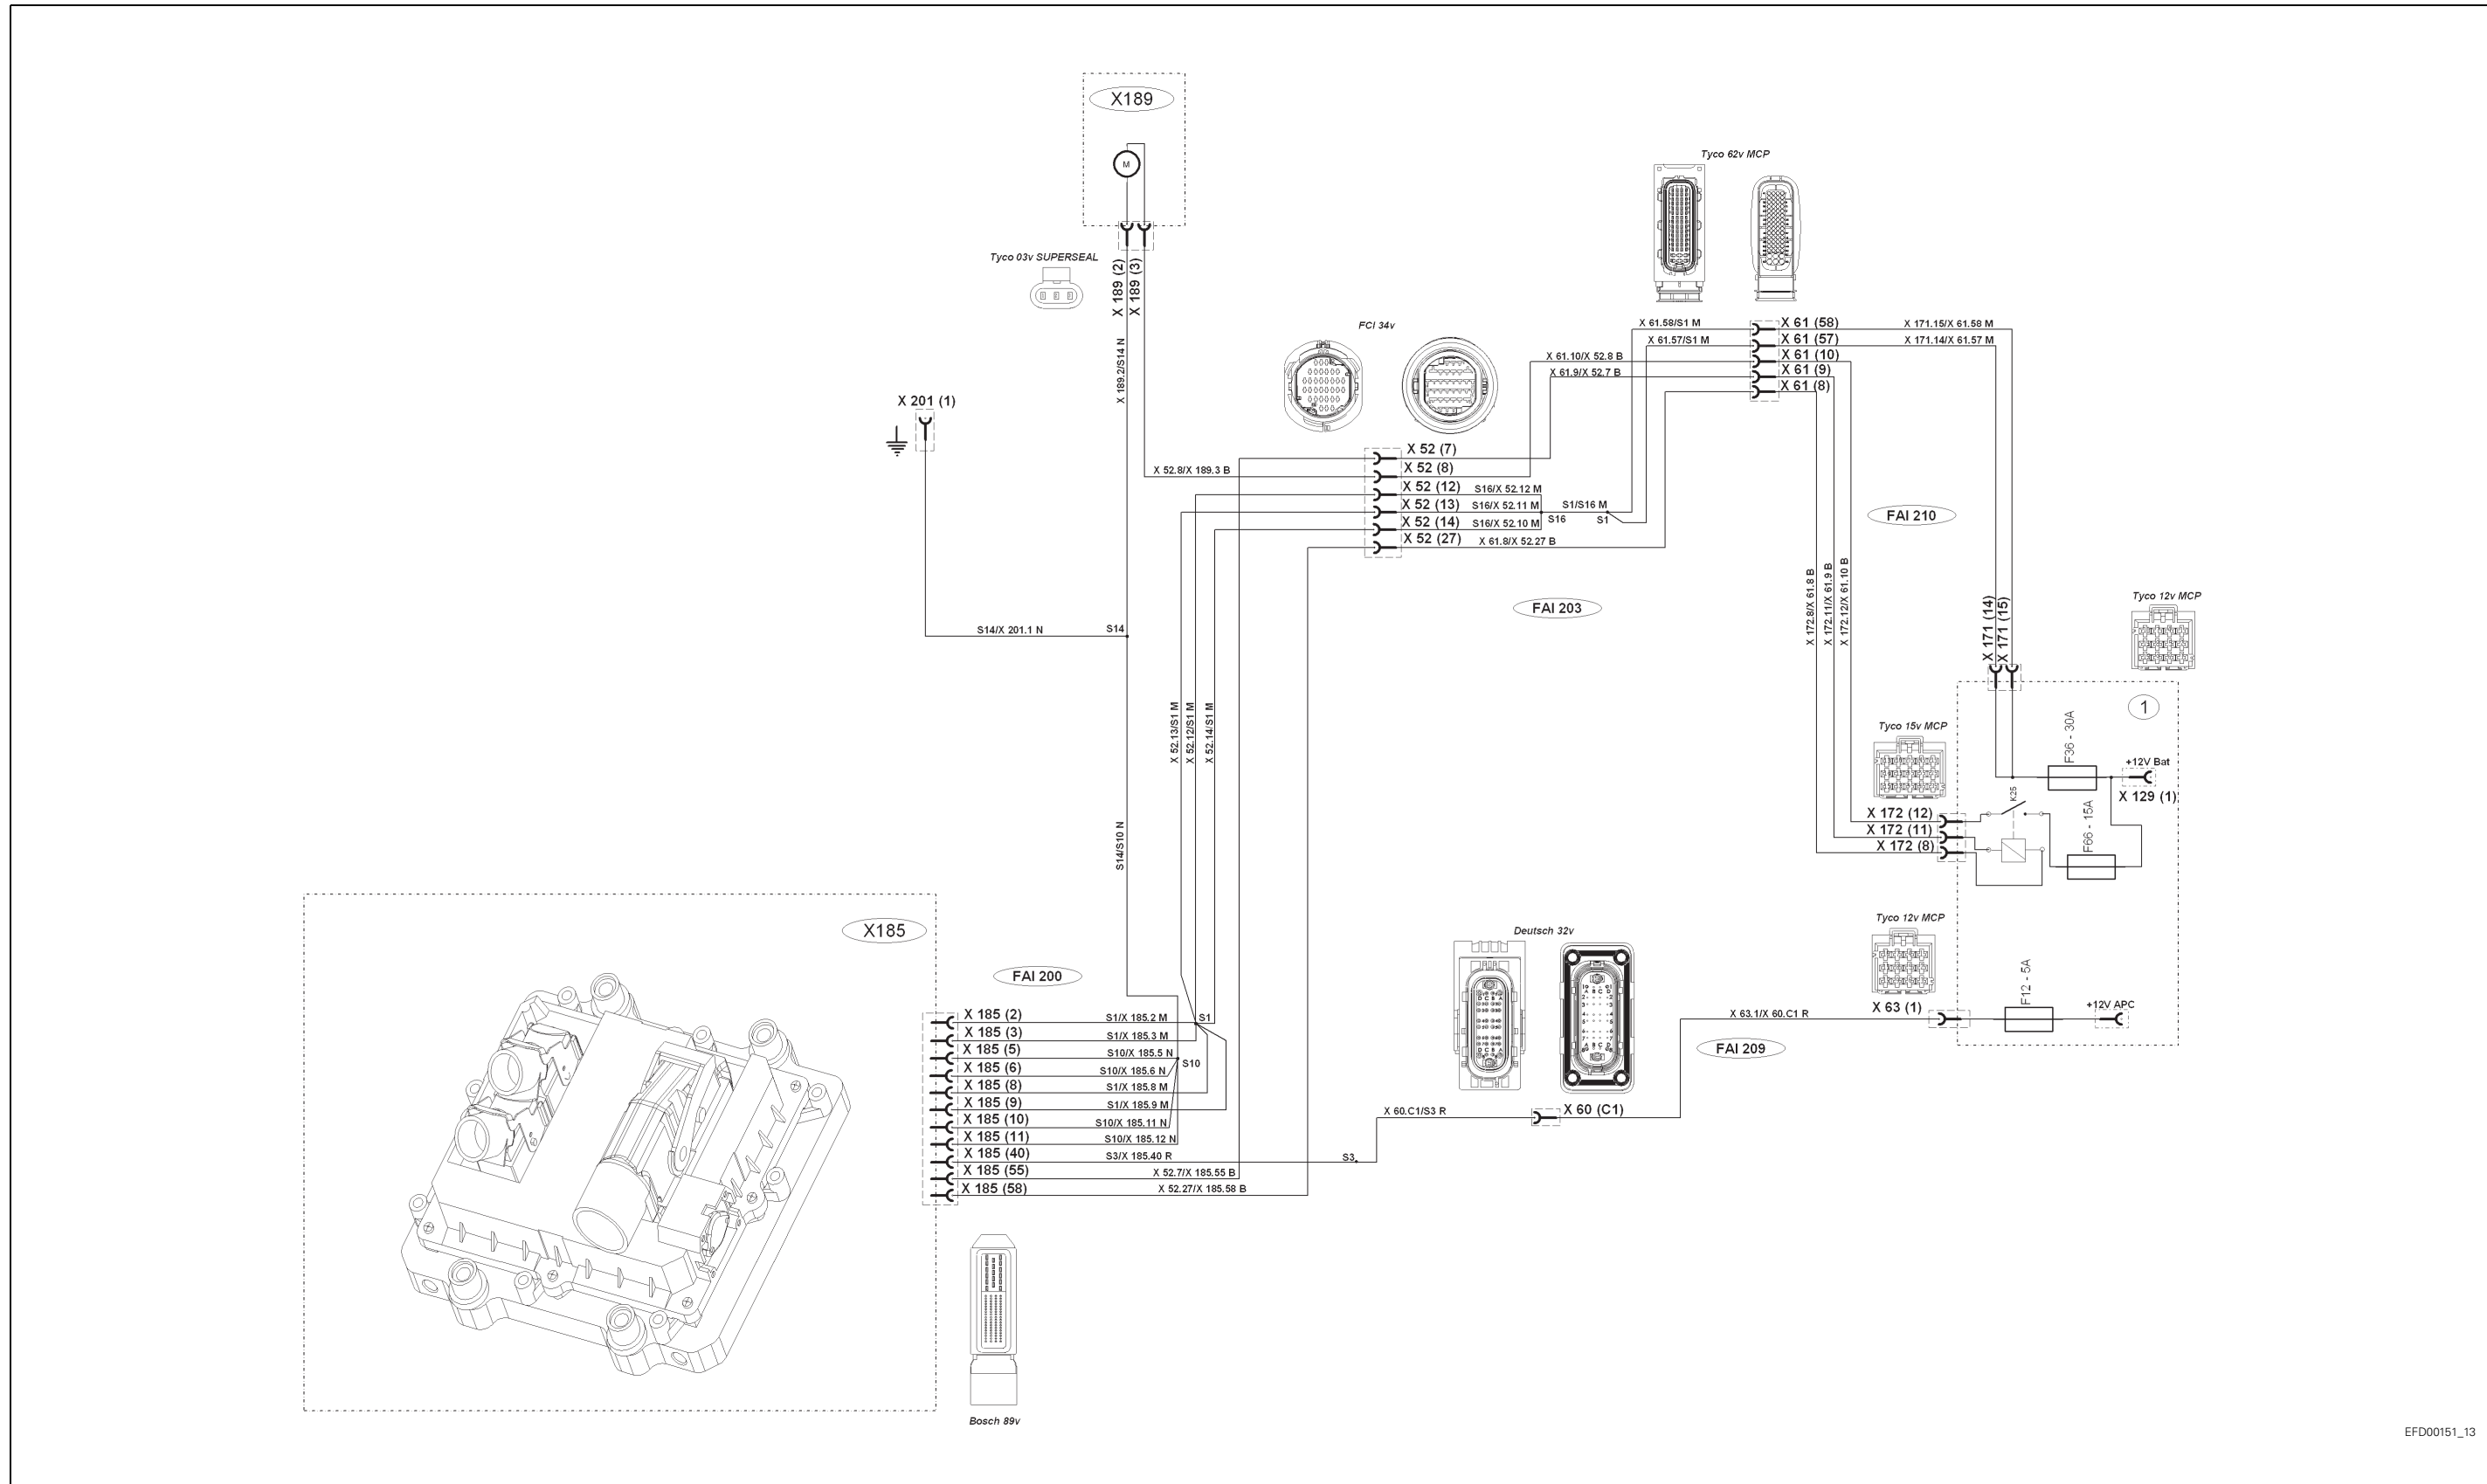 X189
M
Tyco 03v SUPERSEAL
X 189 (2)
X 189 (3)
X 189.2/S14 N
Tyco 62v MCP
FCI 34v
X 61.58/S1 M
X 61 (58)
X 171.15/X 61.58 M
X 61.57/S1 M
X 61 (57)
X 171.14/X 61.57 M
X 61.10/X 52.8 B
X 61 (10)
X 61.9/X 52.7 B
X 61 (9)
X 61 (8)
X 201 (1)
X 52 (7)
X 52.8/X 189.3 B
X 52 (8)
X 52 (12)
S16/X 52.12 M
X 52 (13)
S16/X 52.11 M
S1/S16 M
X 52 (14)
S16/X 52.10 M
S16
S1
X 52 (27)
X 61.8/X 52.27 B
FAI 210
FAI 203
X 172.8/X 61.8 B
X 172.11/X 61.9 B
X 172.12/X 61.10 B
X 171 (14)
X 171 (15)
Tyco 12v MCP
S14/X 201.1 N
S14
X 52.13/S1 M
X 52.12/S1 M
X 52.14/S1 M
S14/S10 N
1
Tyco 15v MCP
F36 - 30A
+12V Bat
X 129 (1)
K25
F66 - 15A
X 172 (12)
X 172 (11)
X 172 (8)
X185
FAI 200
Deutsch 32v
Tyco 12v MCP
F12 - 5A
X 63.1/X 60.C1 R
X 63 (1)
+12V APC
FAI 209
X 185 (2)
S1/X 185.2 M
S1
X 185 (3)
S1/X 185.3 M
X 185 (5)
S10/X 185.5 N
S10
X 185 (6)
S10/X 185.6 N
X 185 (8)
S1/X 185.8 M
X 185 (9)
S1/X 185.9 M
X 185 (10)
S10/X 185.11 N
X 185 (11)
S10/X 185.12 N
X 185 (40)
S3/X 185.40 R
S3
X 60.C1/S3 R
X 60 (C1)
X 185 (55)
X 52.7/X 185.55 B
X 185 (58)
X 52.27/X 185.58 B
Bosch 89v
EFD00151_13